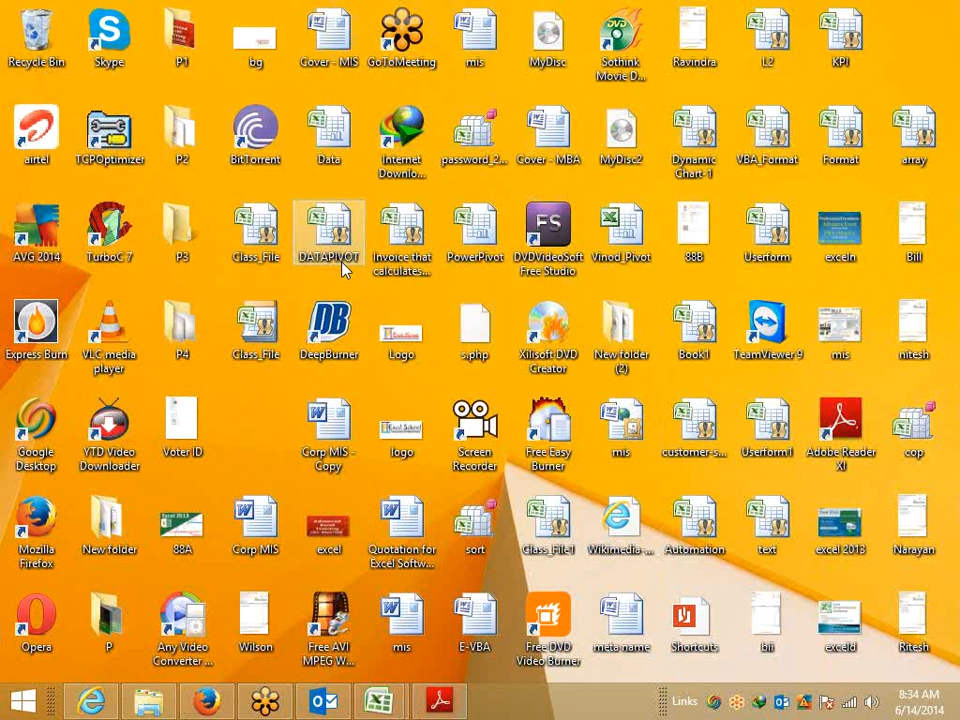 Recycle Bin
Skype
P1
bg
Cover - MIS
GoToMeeting
mis
MyDisc
Sothink
Movie D...
Ravindra
L2
KPI
airtel
TCPOptimizer
P2
BitTorrent
Data
Internet
Downlo...
password_2...
Cover - MBA
MyDisc2
Dynamic
Chart-1
VBA_Format
Format
array
AVG 2014
TurboC 7
P3
Class_File
DATAPIVOT
Invoice that
calculates...
PowerPivot
DVDVideoSoft
Free Studio
Vinod_Pivot
88B
Userform
exceln
Bill
Express Burn
VLC media
player
P4
Class_File
DeepBurner
Logo
s.php
Xilisoft DVD
Creator
New folder
(2)
Book1
TeamViewer 9
mis
nitesh
Google
Desktop
YTD Video
Downloader
Voter ID
Corp MIS -
Copy
logo
Screen
Recorder
Free Easy
Burner
mis
customer-s...
Userform1
Adobe Reader
XI
cop
Mozilla
Firefox
New folder
88A
Corp MIS
excel
Quotation for
Excel Softw...
sort
Class_File1
Wikimedia-...
Automation
text
excel 2013
Narayan
Opera
P
Any Video
Converter ...
Wilson
Free AVI
MPEG W...
mis
E-VBA
Free DVD
Video Burner
meta name
Shortcuts
bii
exceld
Ritesh
Links
8:34 AM
6/14/2014